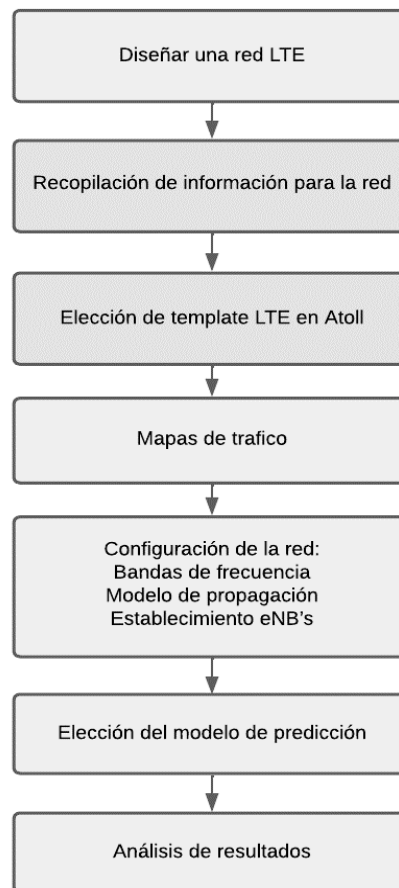 Diseñar una red LTE
Recopilación de información para la red
Elección de template LTE en Atoll
Mapas de trafico
Configuración de la red:
Bandas de frecuencia
Modelo de propagación
Establecimiento eNB's
Elección del modelo de predicción
Análisis de resultados